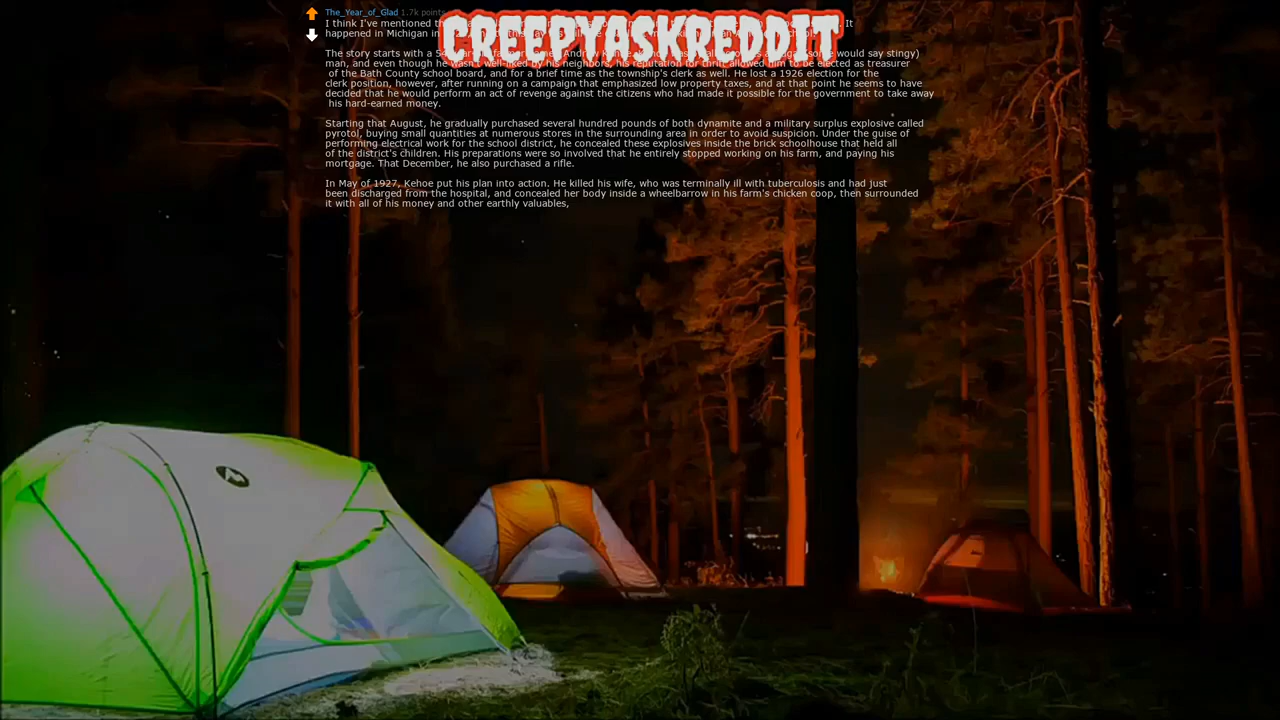 The_Year_of_Glad 1.7k points
CREEPYASKREDDIT
I think I've mentioned It
happened in Michigan in
The story starts with a would say stingy)
man, and even though he wasn't well-liked by his neighbors, his reputation for thrift allowed him to be elected as treasurer
of the Bath County school board, and for a brief time as the township's clerk as well. He lost a 1926 election for the
clerk position, however, after running on a campaign that emphasized low property taxes, and at that point he seems to have
decided that he would perform an act of revenge against the citizens who had made it possible for the government to take away
his hard-earned money.
Starting that August, he gradually purchased several hundred pounds of both dynamite and a military surplus explosive called
pyrotol, buying small quantities at numerous stores in the surrounding area in order to avoid suspicion. Under the guise of
performing electrical work for the school district, he concealed these explosives inside the brick schoolhouse that held all
of the district's children. His preparations were so involved that he entirely stopped working on his farm, and paying his
mortgage. That December, he also purchased a rifle.
In May of 1927, Kehoe put his plan into action. He killed his wife, who was terminally ill with tuberculosis and had just
been discharged from the hospital, and concealed her body inside a wheelbarrow in his farm's chicken coop, then surrounded
it with all of his money and other earthly valuables,